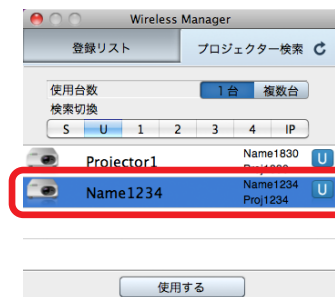 Wireless Manager
登録リスト プロジェクター検索
使用台数 1台 複数台
検索切換
S U 1 2 3 4 IP
Projector1 Name1830 U
Name1234 Name1234 U
Proj1234
使用する